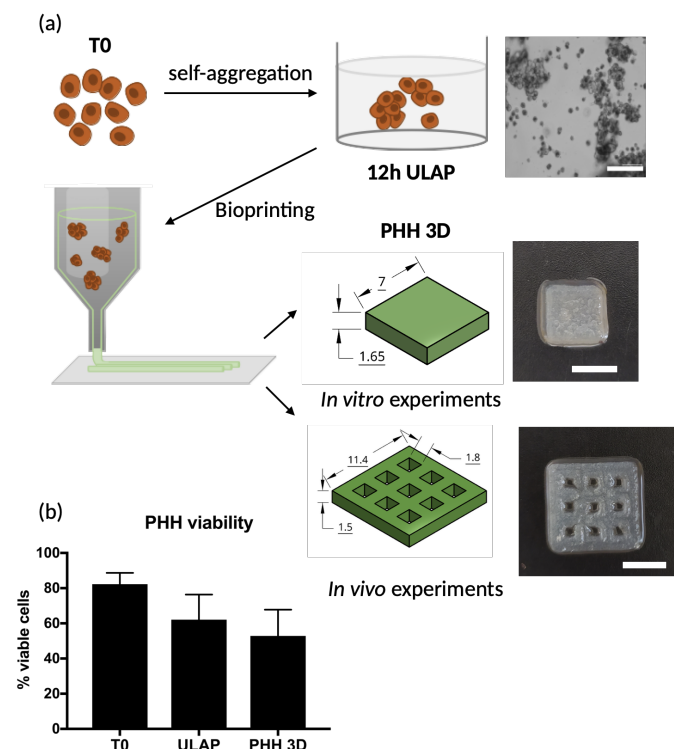 (a)
T0
self-aggregation
12h ULAP
Bioprinting
PHH 3D
7
1.65
In vitro experiments
11.4
1.8
1.5
In vivo experiments
(b)
PHH viability
% viable cells
100
80
60
40
20
0
T0
ULAP
PHH 3D